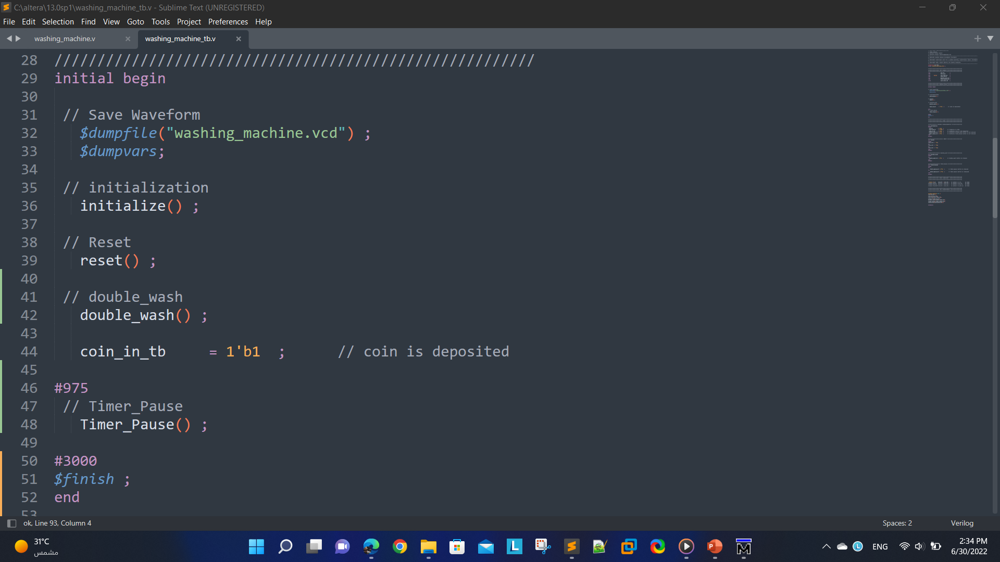 C:\altera\13.0sp1\washing_machine_tb.v - Sublime Text (UNREGISTERED)
File Edit Selection Find View Goto Tools Project Preferences Help
washing_machine.v washing_machine_tb.v
28 ////////////////////////////////////////////////////////
29 initial begin
30
31 // Save Waveform
32 $dumpfile("washing_machine.vcd") ;
33 $dumpvars;
34
35 // initialization
36 initialize() ;
37
38 // Reset
39 reset() ;
40
41 // double_wash
42 double_wash() ;
43
44 coin_in_tb = 1'b1 ; // coin is deposited
45
46 #975
47 // Timer_Pause
48 Timer_Pause() ;
49
50 #3000
51 $finish ;
52 end
53
ok, Line 93, Column 4 Spaces: 2 Verilog
31°C
مشمس
ENG
2:34 PM
6/30/2022